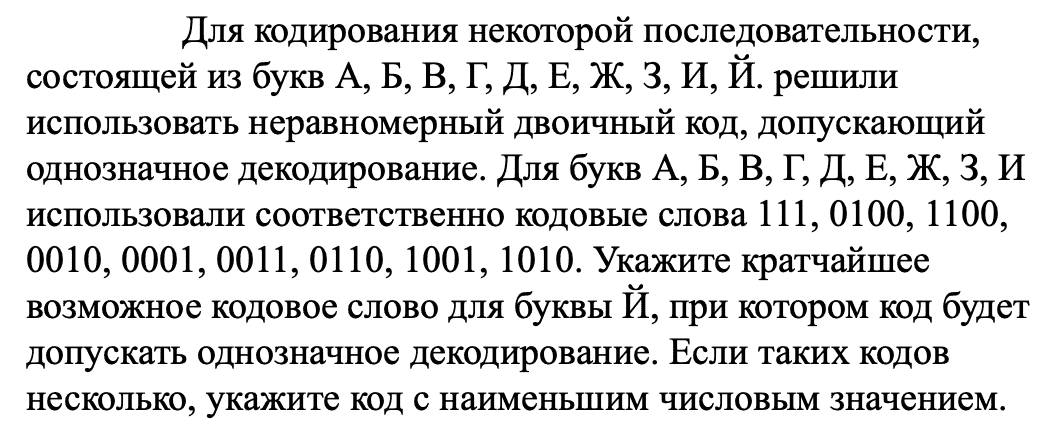 Для кодирования некоторой последовательности,
состоящей из букв А, Б, В, Г, Д, Е, Ж, З, И, Й. решили
использовать неравномерный двоичный код, допускающий
однозначное декодирование. Для букв А, Б, В, Г, Д, Е, Ж, З, И
использовали соответственно кодовые слова 111, 0100, 1100,
0010, 0001, 0011, 0110, 1001, 1010. Укажите кратчайшее
возможное кодовое слово для буквы Й, при котором код будет
допускать однозначное декодирование. Если таких кодов
несколько, укажите код с наименьшим числовым значением.